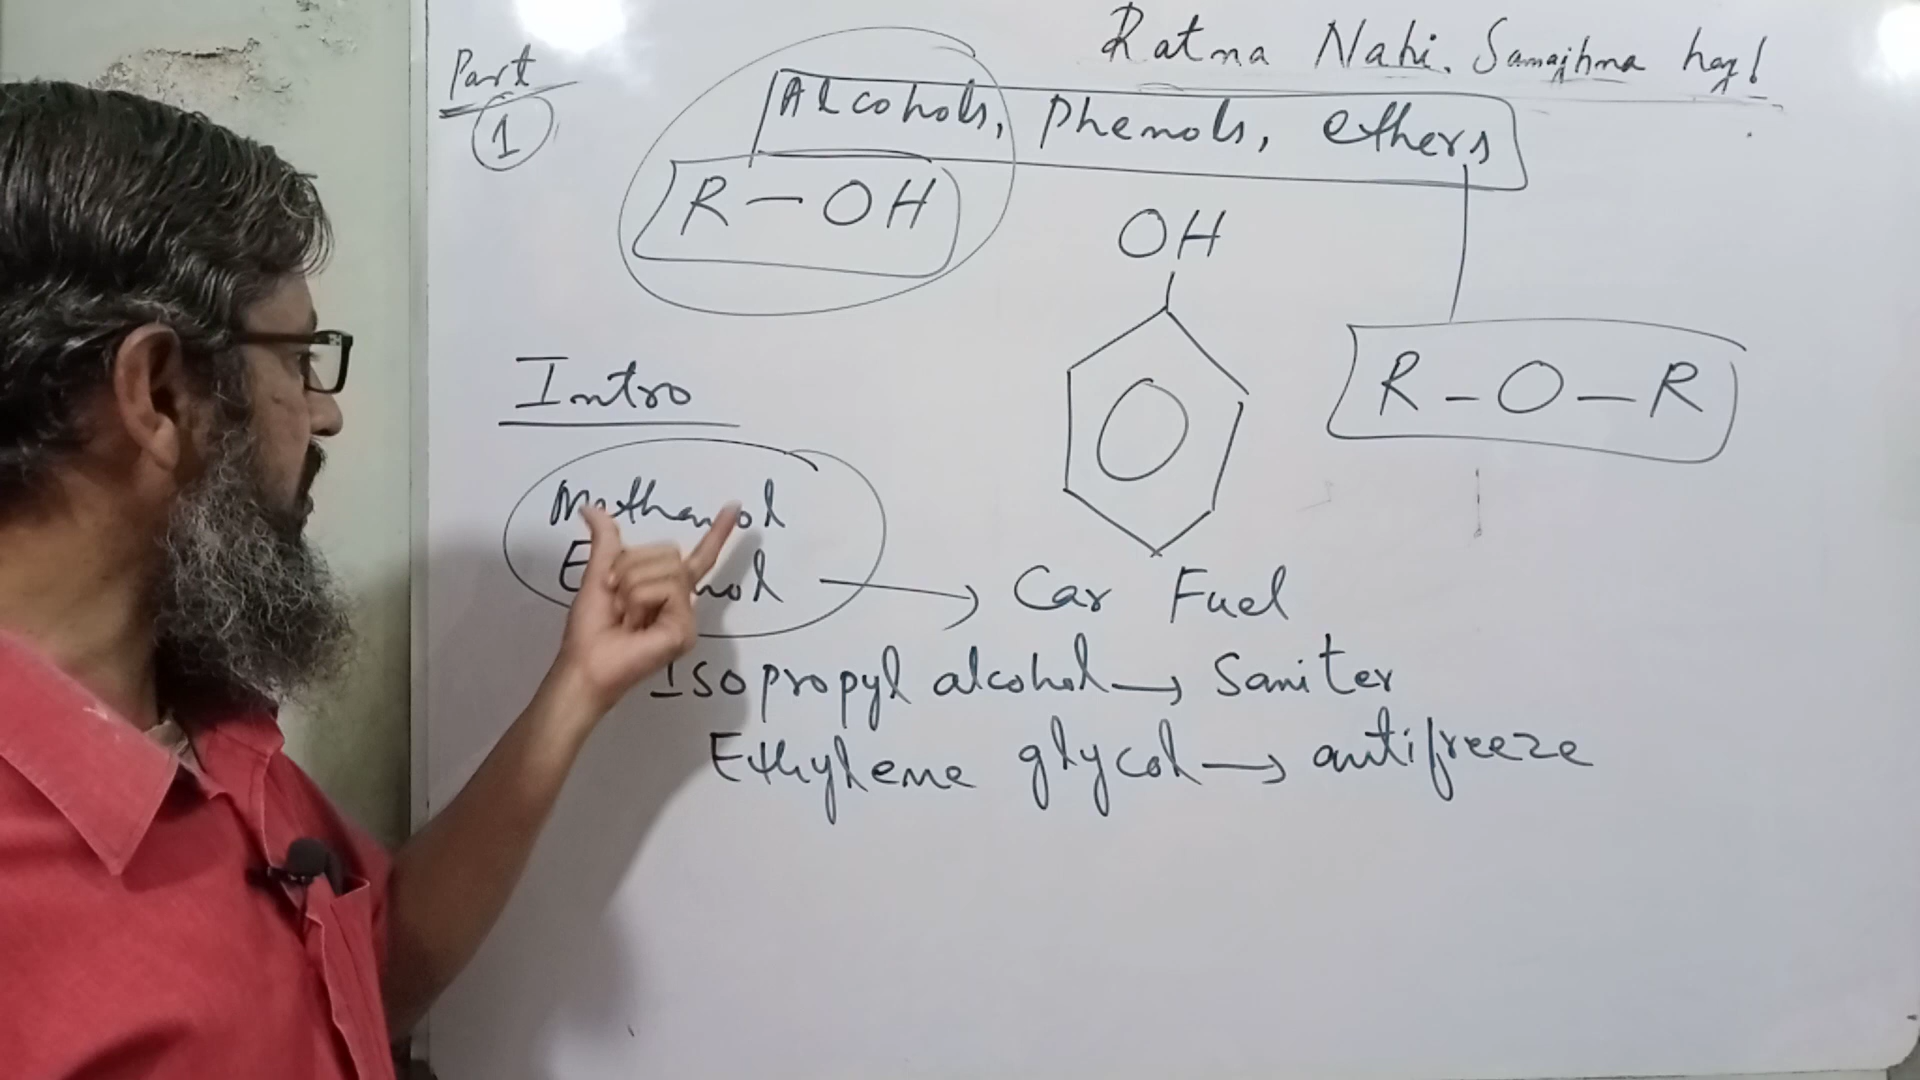 Part
1
Ratna Nahi. Samajhna hay!
Alcohols, Phenols, ethers
R – OH
OH
R – O – R
Intro
Methanol
Car Fuel
Isopropyl alcohol → Saniter
Ethylene glycol → antifreeze